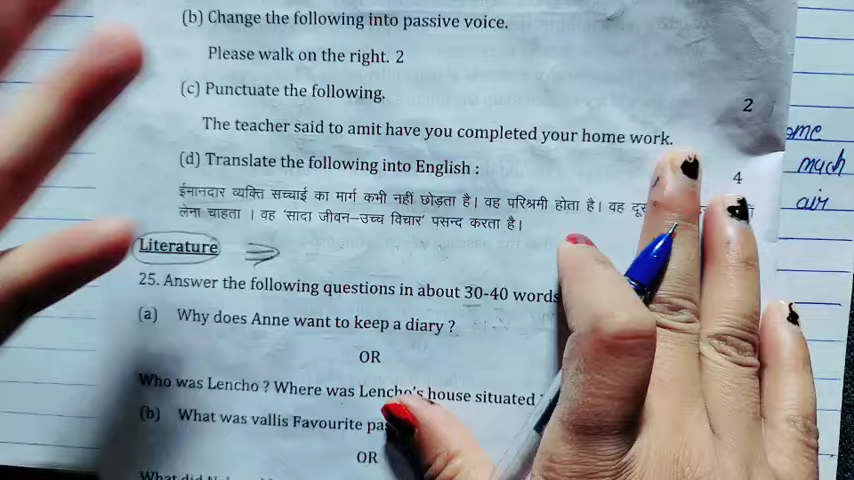 (b) Change the following into passive voice.
Please walk on the right. 2
(c) Punctuate the following.
2
The teacher said to amit have you completed your home work.
(d) Translate the following into English :
4
ईमानदार व्यक्ति सच्चाई का मार्ग कभी नहीं छोड़ता है। वह परिश्रमी होता है। वह
लेना चाहता । वह 'सादा जीवन-उच्च विचार' पसन्द करता है।
Literature
25. Answer the following questions in about 30-40 words
(a) Why does Anne want to keep a diary ?
OR
Who was Lencho ? Where was Lencho's house situated
(b) What was vallis Favourite
OR
What did
much
air